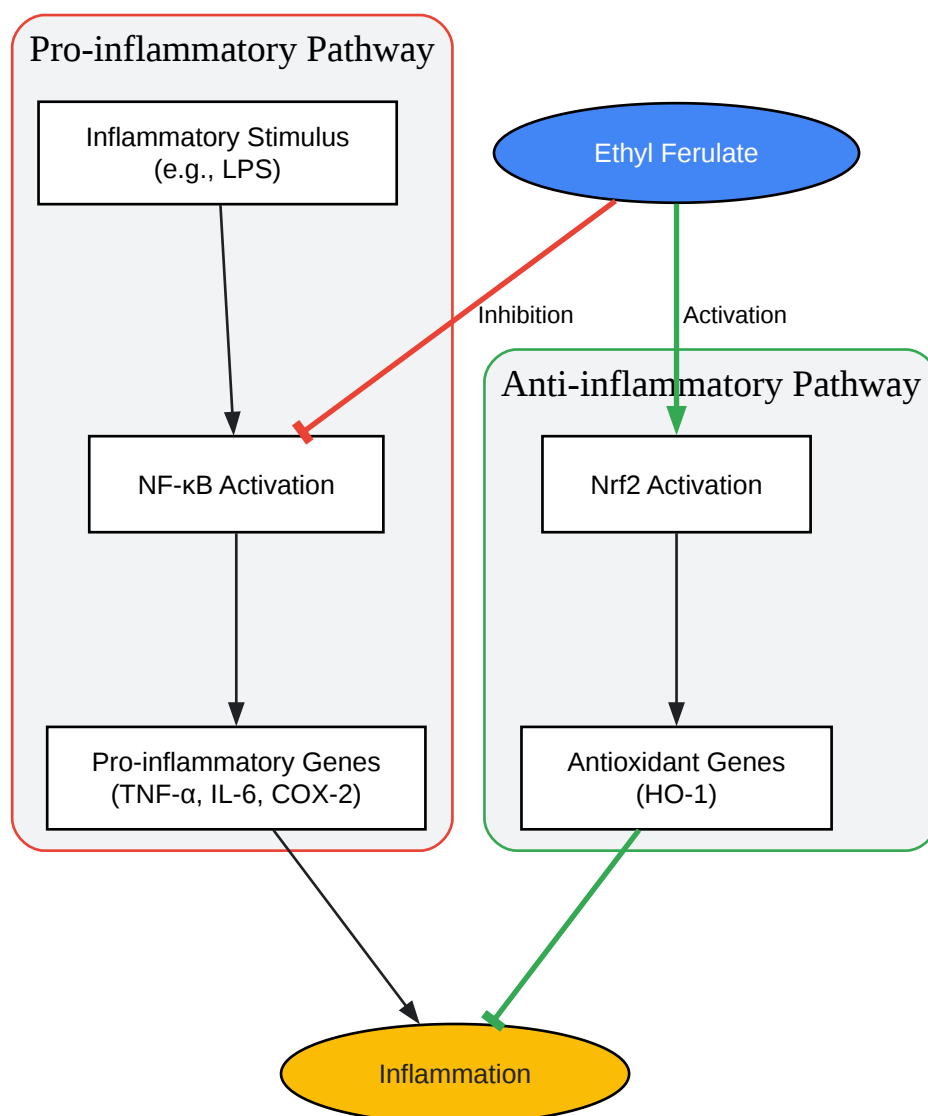 Pro-inflammatory Pathway
Inflammatory Stimulus
(e.g., LPS)
Ethyl Ferulate
Inhibition
Activation
Anti-inflammatory Pathway
NF-κB Activation
Nrf2 Activation
Pro-inflammatory Genes
(TNF-α, IL-6, COX-2)
Antioxidant Genes
(HO-1)
Inflammation